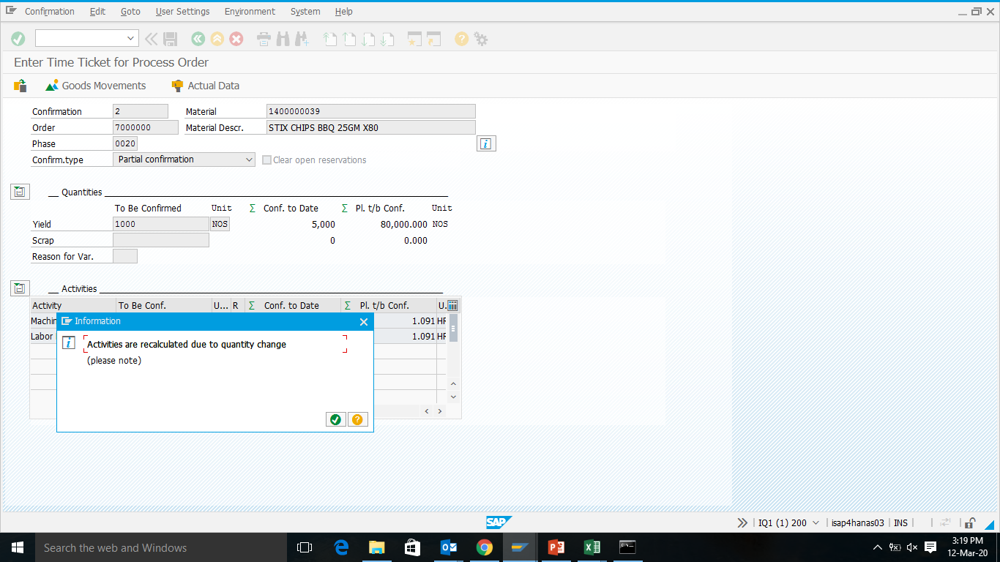 Confirmation Edit Goto User Settings Environment System Help
Enter Time Ticket for Process Order
Goods Movements Actual Data
Confirmation 2 Material 1400000039
Order 7000000 Material Descr. STIX CHIPS BBQ 25GM X80
Phase 0020
Confirm.type Partial confirmation Clear open reservations
Quantities
To Be Confirmed Unit Σ Conf. to Date Σ Pl. t/b Conf. Unit
Yield 1000 NOS 5,000 80,000.000 NOS
Scrap 0 0.000
Reason for Var.
Activities
Activity To Be Conf. U... R Σ Conf. to Date Σ Pl. t/b Conf. U.
Machin 1.091 HR
Labor 1.091 HR
Information
Activities are recalculated due to quantity change
(please note)
SAP IQ1 (1) 200 isap4hanas03 INS
Search the web and Windows
3:19 PM
12-Mar-20